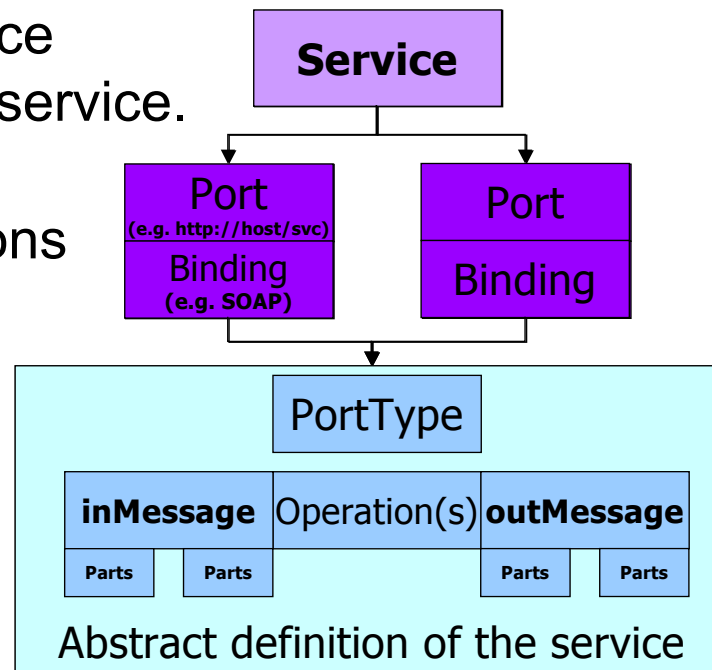 ce
service.
ons
Service
Port
(e.g. http://host/svc)
Binding
(e.g. SOAP)
Port
Binding
PortType
inMessage
Operation(s)
outMessage
Parts
Parts
Parts
Parts
Abstract definition of the service